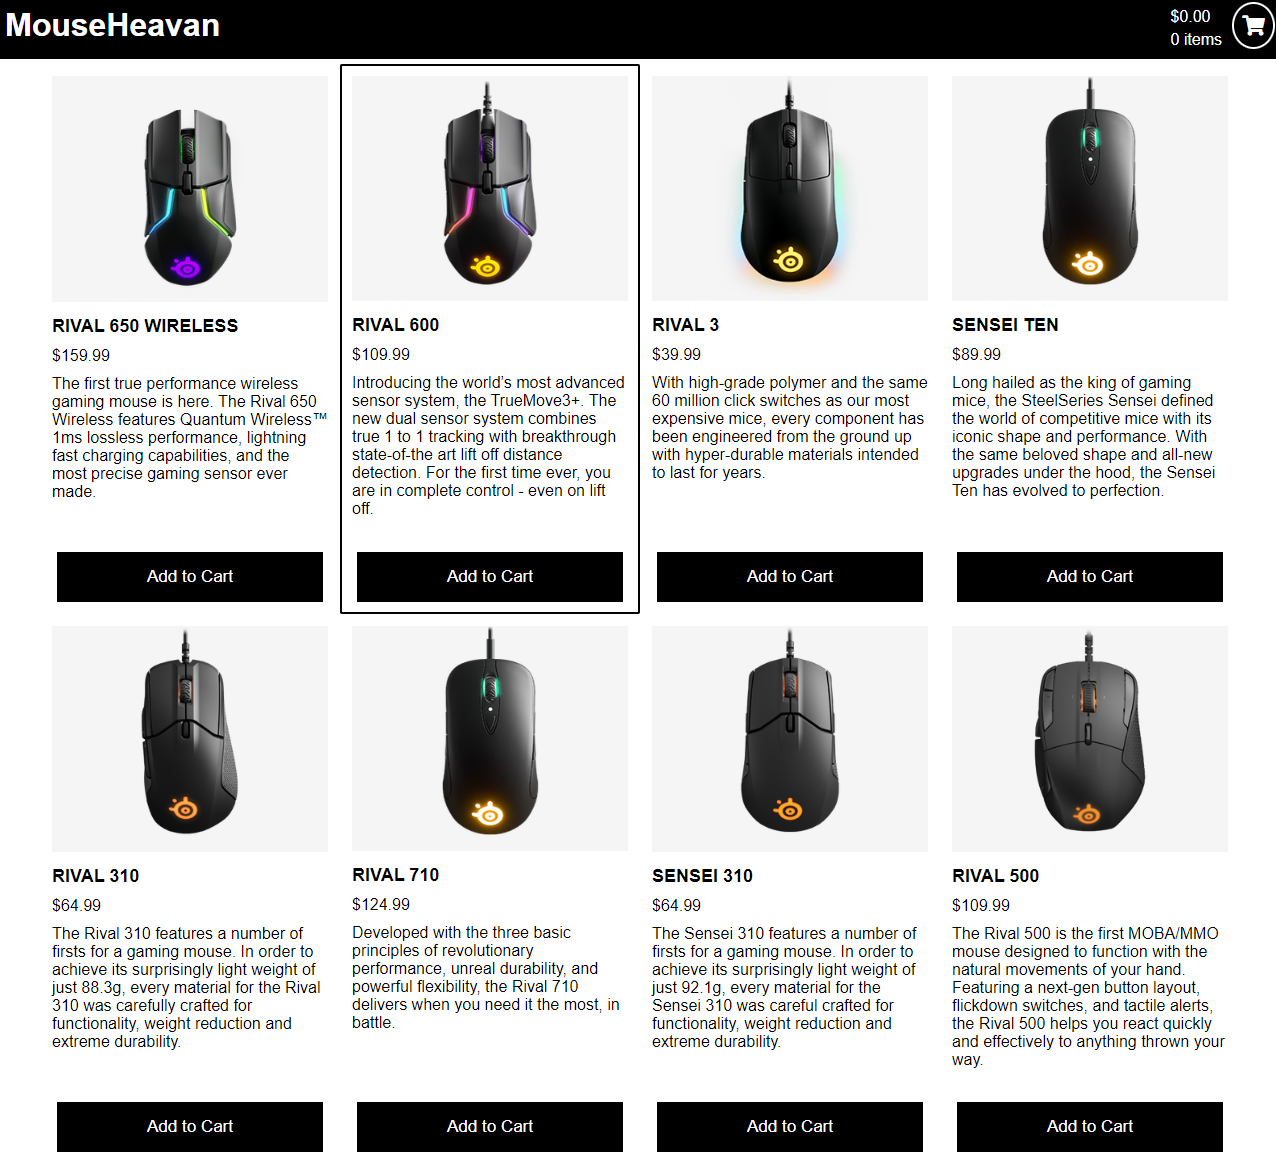 MouseHeavan
$0.00
0 items
RIVAL 650 WIRELESS
$159.99
The first true performance wireless
gaming mouse is here. The Rival 650
Wireless features Quantum Wireless™
1ms lossless performance, lightning
fast charging capabilities, and the
most precise gaming sensor ever
made.
Add to Cart
RIVAL 600
$109.99
Introducing the world’s most advanced
sensor system, the TrueMove3+. The
new dual sensor system combines
true 1 to 1 tracking with breakthrough
state-of-the art lift off distance
detection. For the first time ever, you
are in complete control - even on lift
off.
Add to Cart
RIVAL 3
$39.99
With high-grade polymer and the same
60 million click switches as our most
expensive mice, every component has
been engineered from the ground up
with hyper-durable materials intended
to last for years.
Add to Cart
SENSEI TEN
$89.99
Long hailed as the king of gaming
mice, the SteelSeries Sensei defined
the world of competitive mice with its
iconic shape and performance. With
the same beloved shape and all-new
upgrades under the hood, the Sensei
Ten has evolved to perfection.
Add to Cart
RIVAL 310
$64.99
The Rival 310 features a number of
firsts for a gaming mouse. In order to
achieve its surprisingly light weight of
just 88.3g, every material for the Rival
310 was carefully crafted for
functionality, weight reduction and
extreme durability.
Add to Cart
RIVAL 710
$124.99
Developed with the three basic
principles of revolutionary
performance, unreal durability, and
powerful flexibility, the Rival 710
delivers when you need it the most, in
battle.
Add to Cart
SENSEI 310
$64.99
The Sensei 310 features a number of
firsts for a gaming mouse. In order to
achieve its surprisingly light weight of
just 92.1g, every material for the
Sensei 310 was careful crafted for
functionality, weight reduction and
extreme durability.
Add to Cart
RIVAL 500
$109.99
The Rival 500 is the first MOBA/MMO
mouse designed to function with the
natural movements of your hand.
Featuring a next-gen button layout,
flickdown switches, and tactile alerts,
the Rival 500 helps you react quickly
and effectively to anything thrown your
way.
Add to Cart